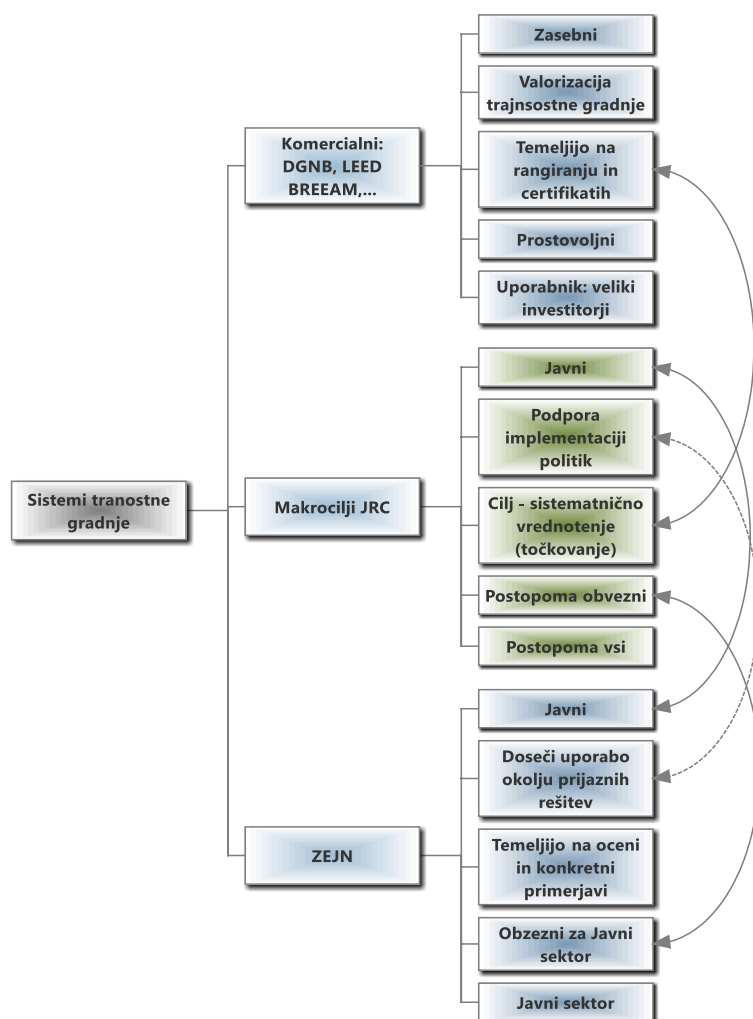 Zasebni
Valorizacija
trajnsostne gradnje
Komercialni:
DGNB, LEED
BREEAM,...
Temeljijo na
rangiranju in
certifikatih
Prostovoljni
Uporabnik: veliki
investitorji
Javni
Podpora
implementaciji
politik
Sistemi tranostne
gradnje
Makrocilji JRC
Cilj - sistematnično
vrednotenje
(točkovanje)
Postopoma obvezni
Postopoma vsi
Javni
Doseči uporabo
okolju prijaznih
rešitev
ZEJN
Temeljijo na oceni
in konkretni
primerjavi
Obzezni za Javni
sektor
Javni sektor